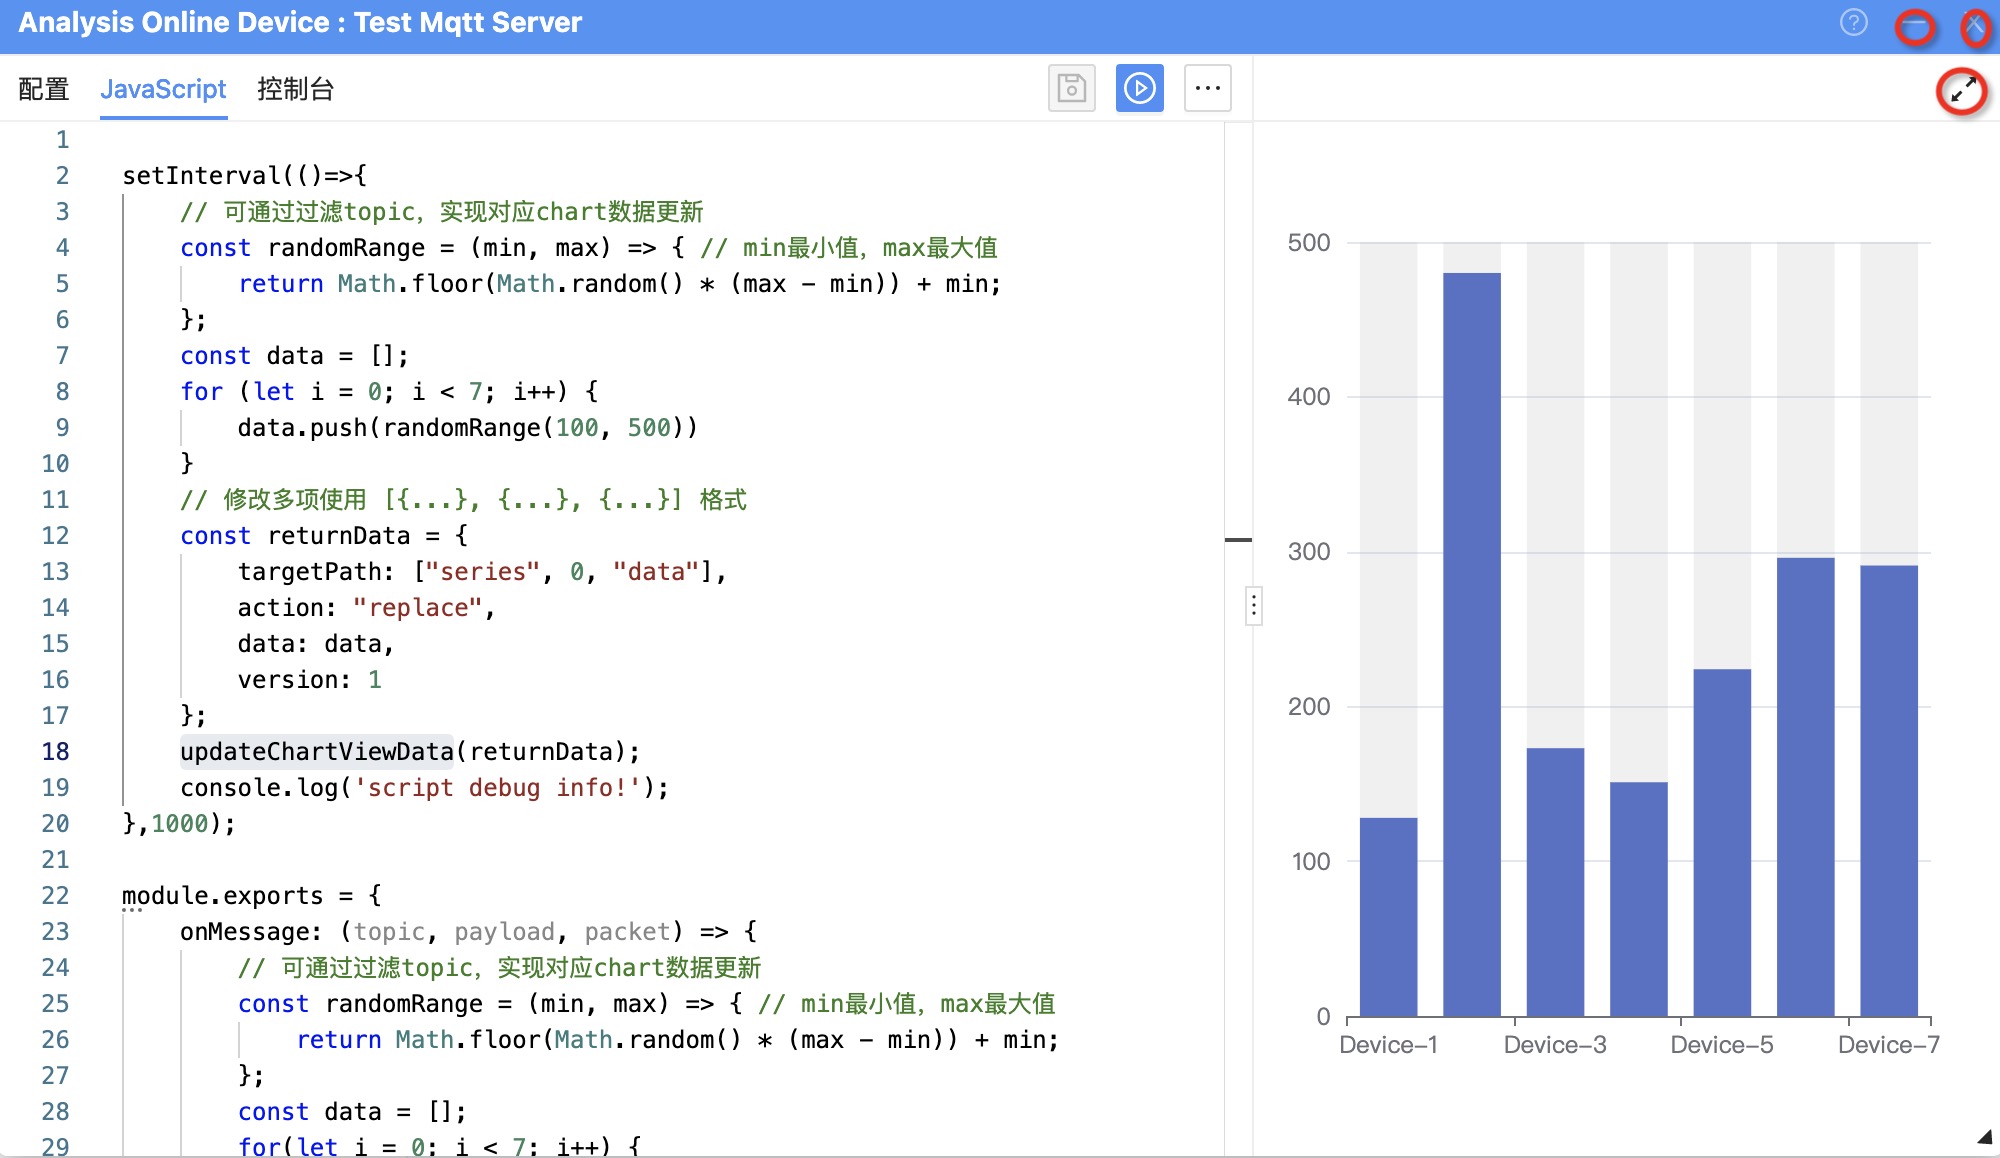 Analysis Online Device : Test Mqtt Server
配置 JavaScript 控制台
1
2 setInterval(()=>{
3 // 可通过过滤topic，实现对应chart数据更新
4 const randomRange = (min, max) => { // min最小值，max最大值
5 return Math.floor(Math.random() * (max - min)) + min;
6 };
7 const data = [];
8 for (let i = 0; i < 7; i++) {
9 data.push(randomRange(100, 500))
10 }
11 // 修改多项使用 [{...}, {...}, {...}] 格式
12 const returnData = {
13 targetPath: ["series", 0, "data"],
14 action: "replace",
15 data: data,
16 version: 1
17 };
18 updateChartViewData(returnData);
19 console.log('script debug info!');
20 },1000);
21
22 module.exports = {
23 onMessage: (topic, payload, packet) => {
24 // 可通过过滤topic，实现对应chart数据更新
25 const randomRange = (min, max) => { // min最小值，max最大值
26 return Math.floor(Math.random() * (max - min)) + min;
27 };
28 const data = [];
29 for(let i = 0; i < 7; i++) {
500
400
300
200
100
0
Device-1 Device-3 Device-5 Device-7